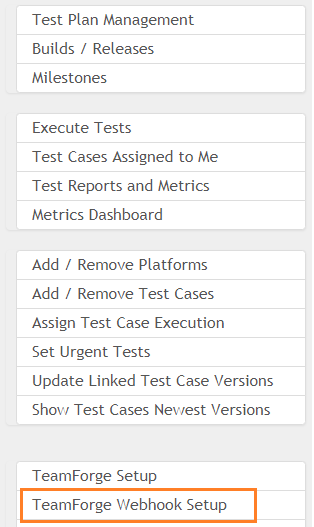 Test Plan Management
Builds / Releases
Milestones
Execute Tests
Test Cases Assigned to Me
Test Reports and Metrics
Metrics Dashboard
Add / Remove Platforms
Add / Remove Test Cases
Assign Test Case Execution
Set Urgent Tests
Update Linked Test Case Versions
Show Test Cases Newest Versions
TeamForge Setup
TeamForge Webhook Setup